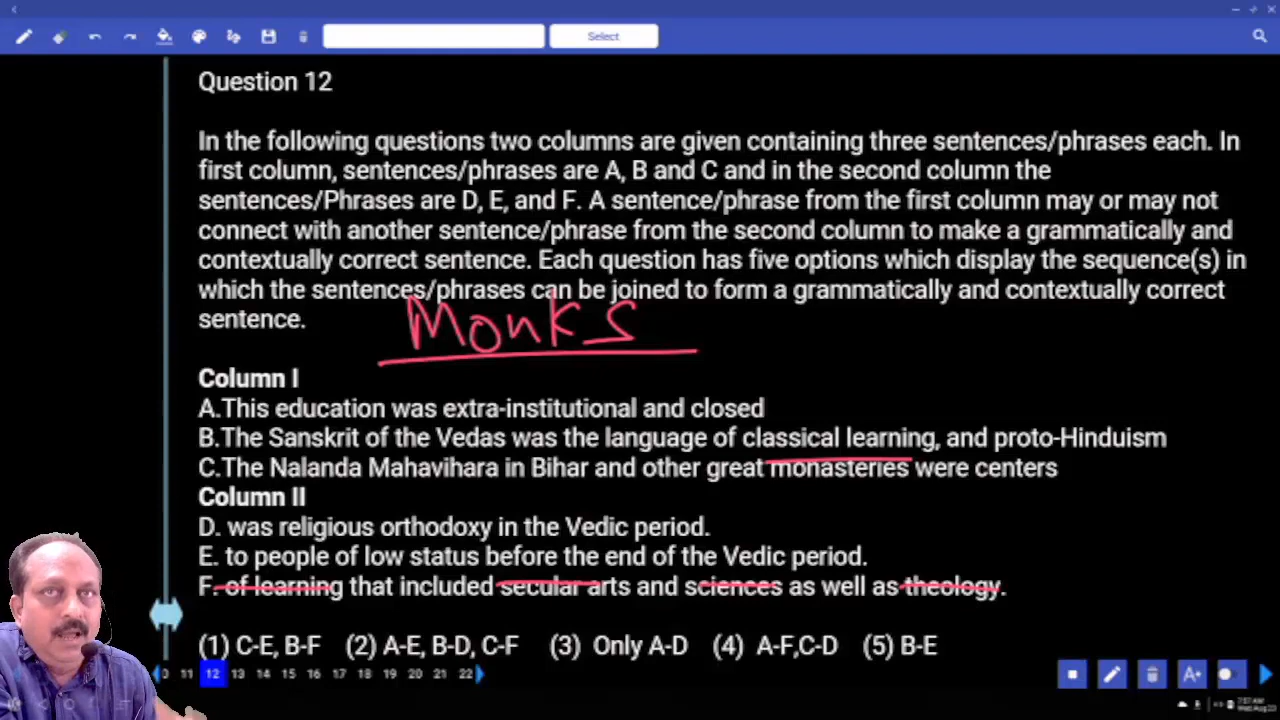 Select
Question 12
In the following questions two columns are given containing three sentences/phrases each. In
first column, sentences/phrases are A, B and C and in the second column the
sentences/Phrases are D, E, and F. A sentence/phrase from the first column may or may not
connect with another sentence/phrase from the second column to make a grammatically and
contextually correct sentence. Each question has five options which display the sequence(s) in
which the sentences/phrases can be joined to form a grammatically and contextually correct
sentence.
Monks
Column I
A.This education was extra-institutional and closed
B.The Sanskrit of the Vedas was the language of classical learning, and proto-Hinduism
C.The Nalanda Mahavihara in Bihar and other great monasteries were centers
Column II
D. was religious orthodoxy in the Vedic period.
E. to people of low status before the end of the Vedic period.
F. of learning that included secular arts and sciences as well as theology.
(1) C-E, B-F (2) A-E, B-D, C-F (3) Only A-D (4) A-F,C-D (5) B-E
11 12 13 14 15 16 17 18 19 20 21 22
A+